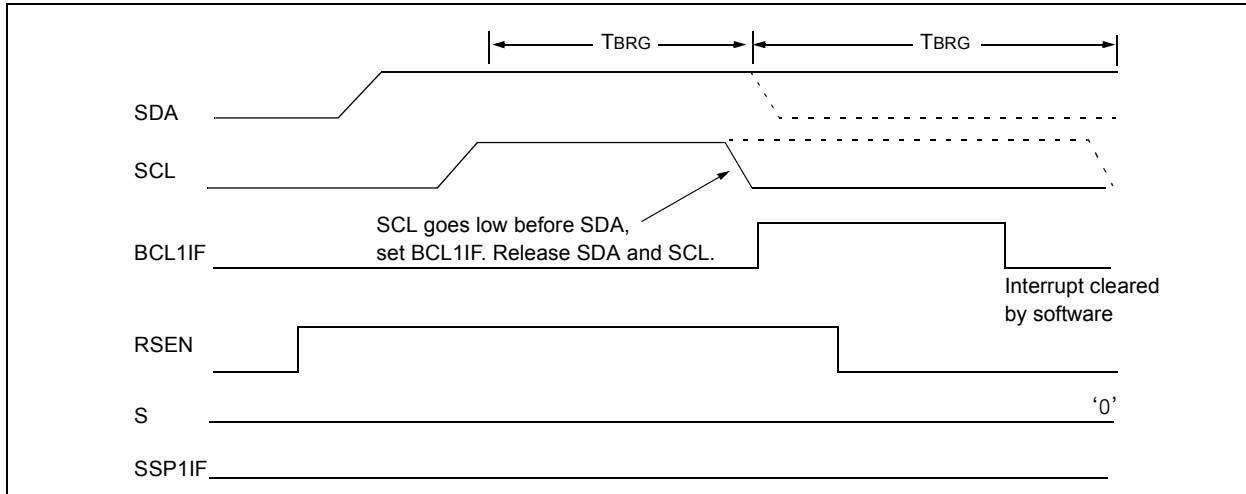 TBRG TBRG
SDA
SCL
SCL goes low before SDA,
set BCL1IF. Release SDA and SCL.
BCL1IF
Interrupt cleared
by software
RSEN
S ‘0’
SSP1IF